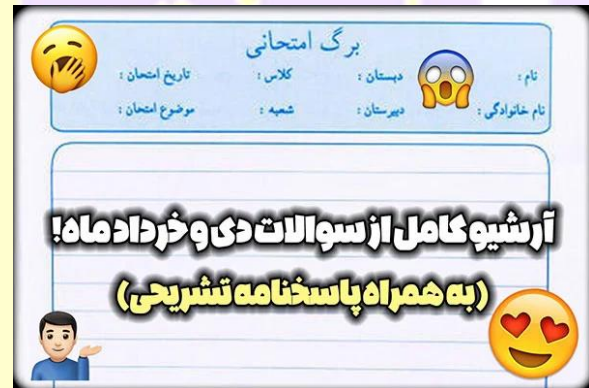 برگ امتحانی
نام :
دبستان :
کلاس :
تاریخ امتحان :
نام خانوادگی :
دبیرستان :
شعبه :
موضوع امتحان :
آرشیو کامل از سوالات دی و خرداد ماه!
(به همراه پاسخنامه تشریحی)